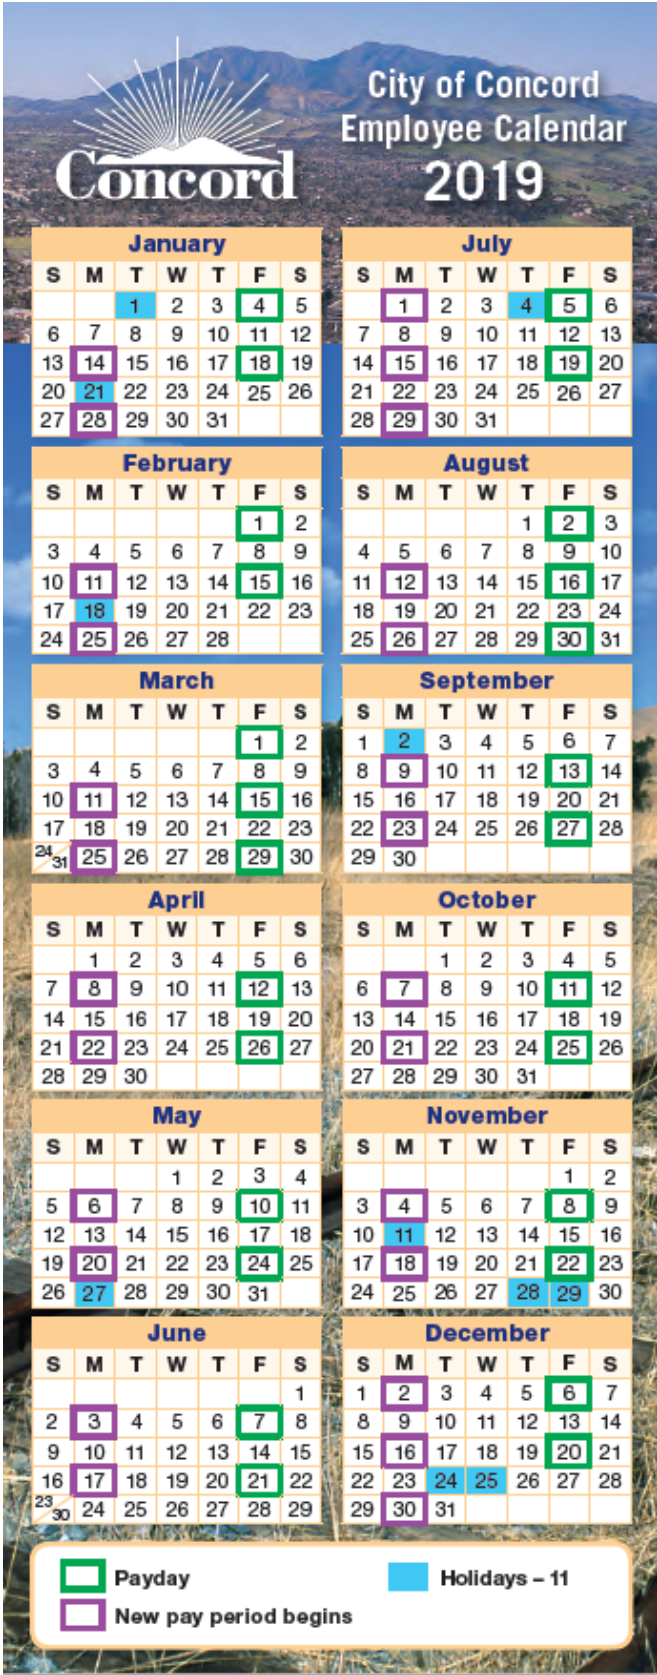 Concord
City of Concord
Employee Calendar
2019
January
S M T W T F S
1 2 3 4 5
6 7 8 9 10 11 12
13 14 15 16 17 18 19
20 21 22 23 24 25 26
27 28 29 30 31
February
S M T W T F S
1 2
3 4 5 6 7 8 9
10 11 12 13 14 15 16
17 18 19 20 21 22 23
24 25 26 27 28
March
S M T W T F S
1 2
3 4 5 6 7 8 9
10 11 12 13 14 15 16
17 18 19 20 21 22 23
24/31 25 26 27 28 29 30
April
S M T W T F S
1 2 3 4 5 6
7 8 9 10 11 12 13
14 15 16 17 18 19 20
21 22 23 24 25 26 27
28 29 30
May
S M T W T F S
1 2 3 4
5 6 7 8 9 10 11
12 13 14 15 16 17 18
19 20 21 22 23 24 25
26 27 28 29 30 31
June
S M T W T F S
1
2 3 4 5 6 7 8
9 10 11 12 13 14 15
16 17 18 19 20 21 22
23/30 24 25 26 27 28 29
July
S M T W T F S
1 2 3 4 5 6
7 8 9 10 11 12 13
14 15 16 17 18 19 20
21 22 23 24 25 26 27
28 29 30 31
August
S M T W T F S
1 2 3
4 5 6 7 8 9 10
11 12 13 14 15 16 17
18 19 20 21 22 23 24
25 26 27 28 29 30 31
September
S M T W T F S
1 2 3 4 5 6 7
8 9 10 11 12 13 14
15 16 17 18 19 20 21
22 23 24 25 26 27 28
29 30
October
S M T W T F S
1 2 3 4 5
6 7 8 9 10 11 12
13 14 15 16 17 18 19
20 21 22 23 24 25 26
27 28 29 30 31
November
S M T W T F S
1 2
3 4 5 6 7 8 9
10 11 12 13 14 15 16
17 18 19 20 21 22 23
24 25 26 27 28 29 30
December
S M T W T F S
1 2 3 4 5 6 7
8 9 10 11 12 13 14
15 16 17 18 19 20 21
22 23 24 25 26 27 28
29 30 31
Payday
Holidays – 11
New pay period begins